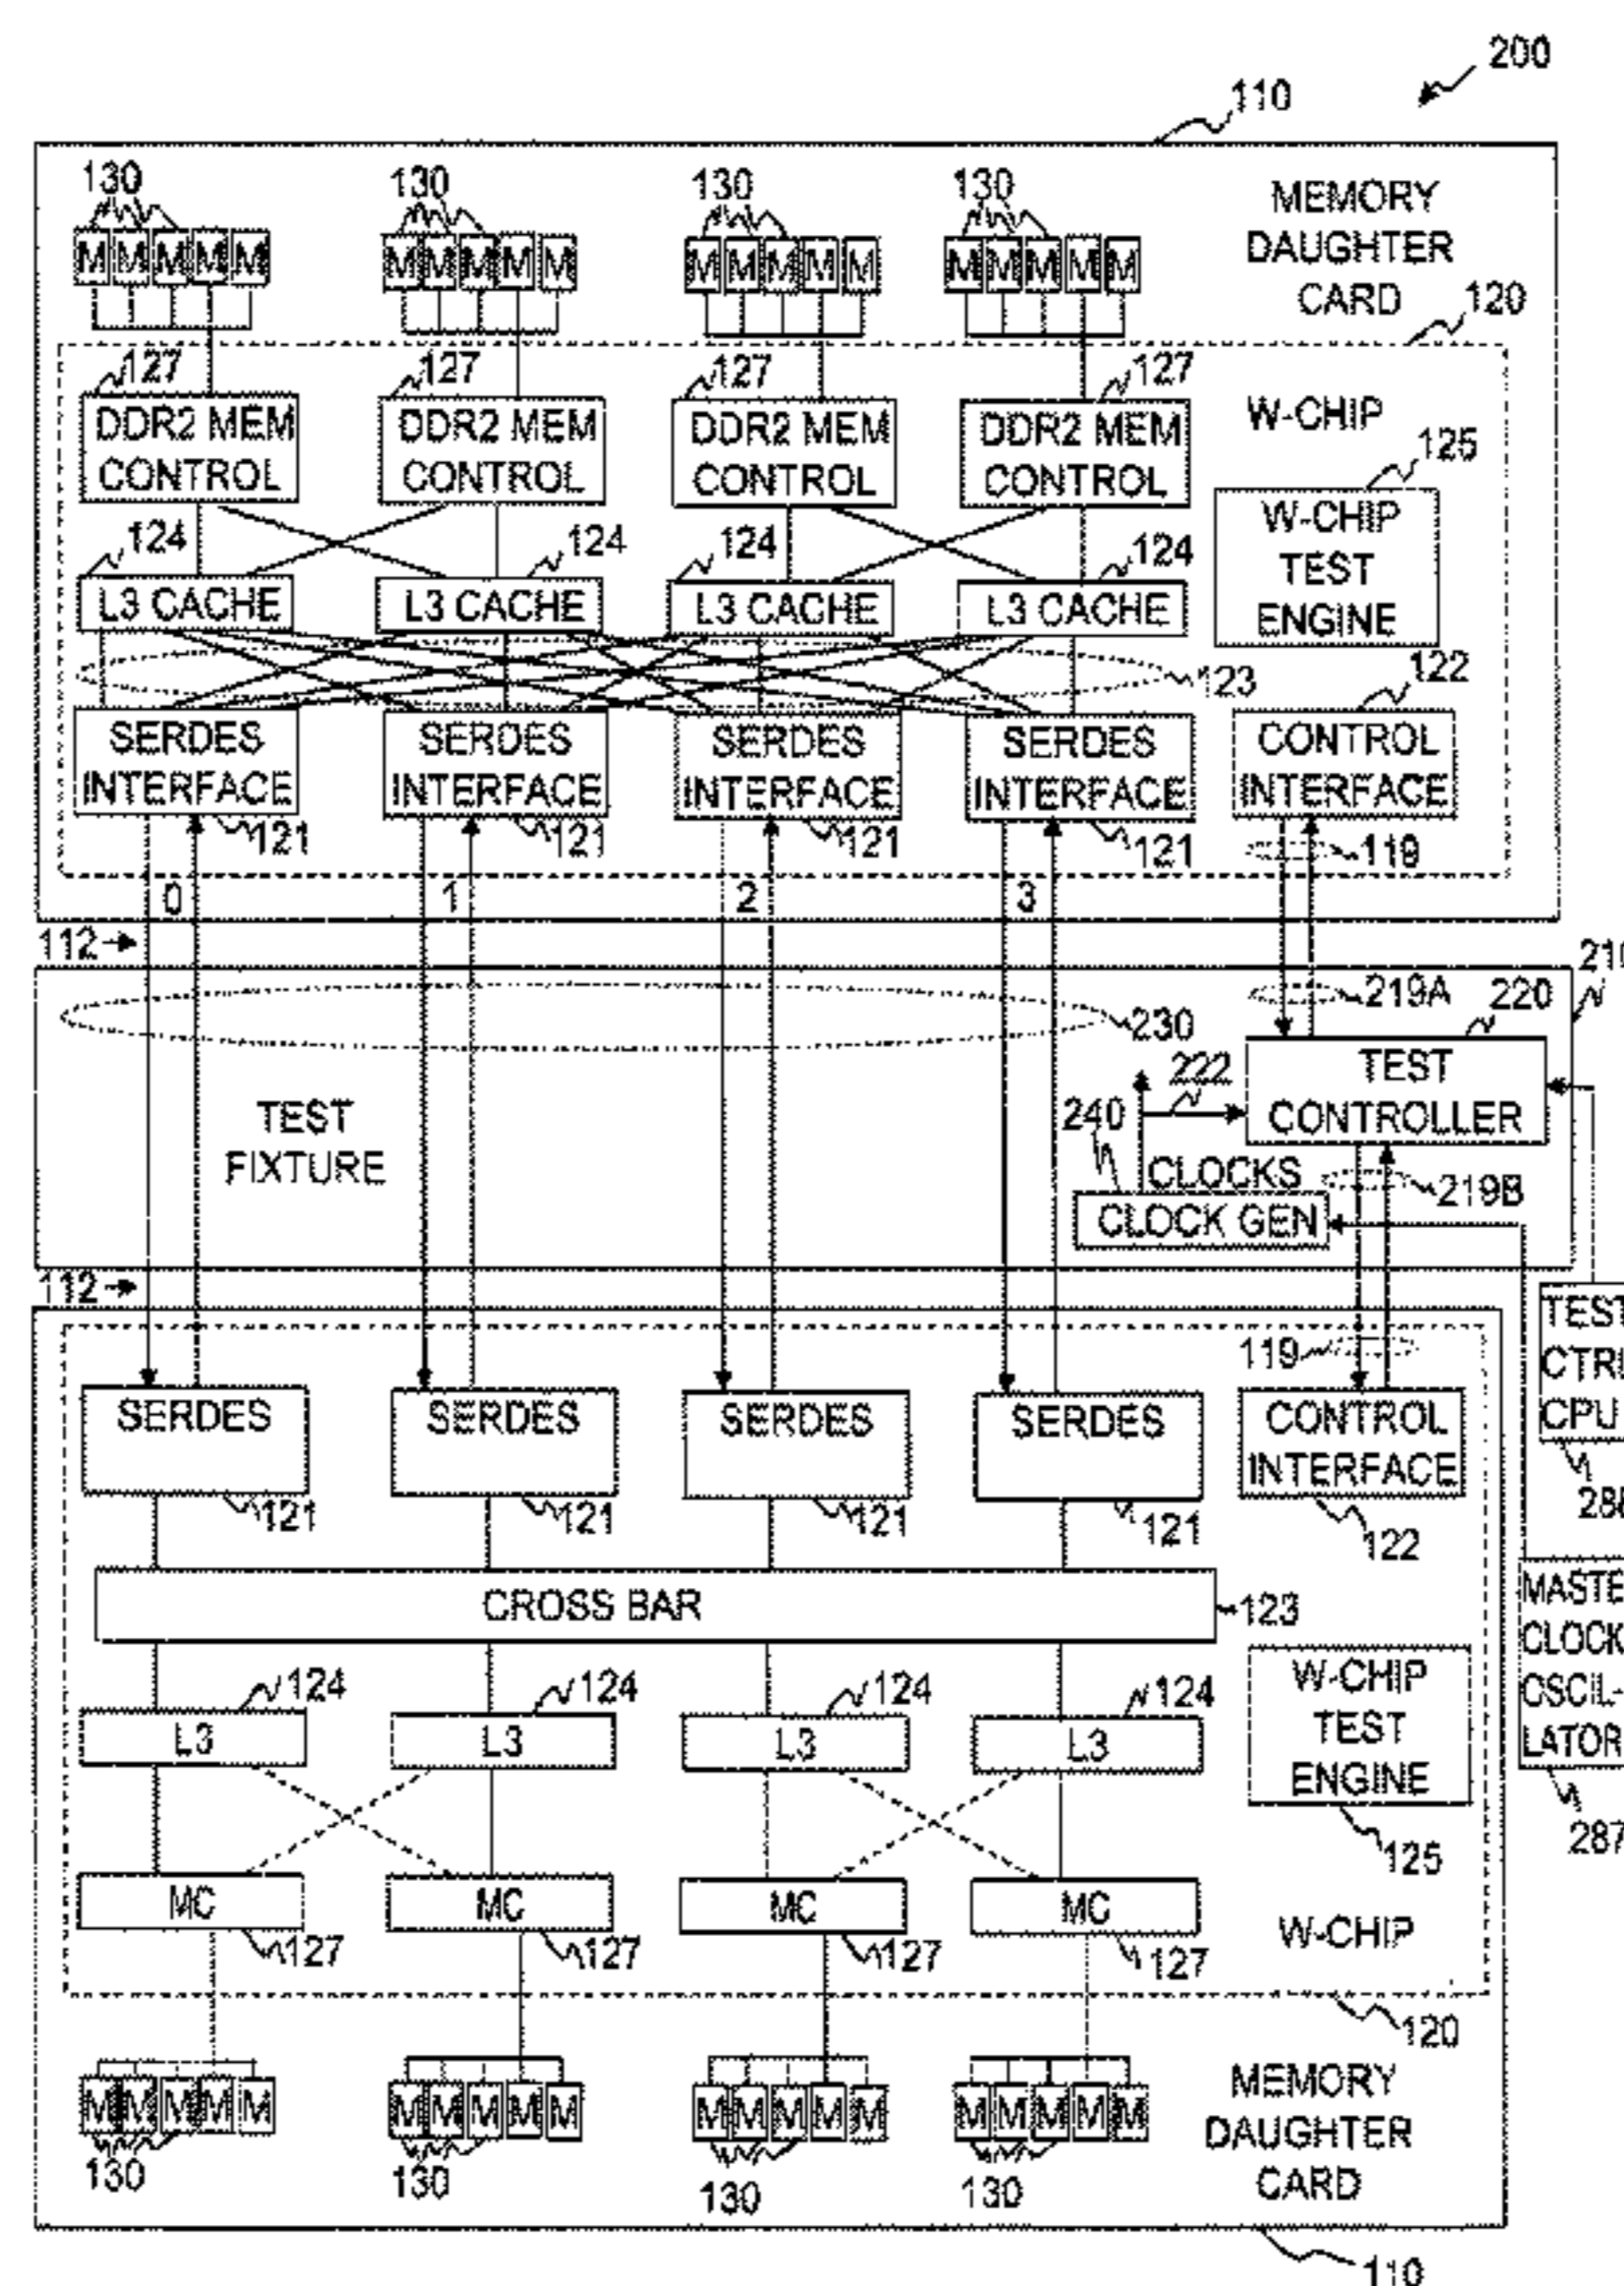 200
110
130 130 130 130
MEMORY
DAUGHTER
CARD
M M M M M M M M M M M M M M M M M M M M
120
127 127 127 127
DDR2 MEM CONTROL
DDR2 MEM CONTROL
DDR2 MEM CONTROL
DDR2 MEM CONTROL
W-CHIP
125
W-CHIP
TEST
ENGINE
124 124 124 124
L3 CACHE L3 CACHE L3 CACHE L3 CACHE
123
122
SERDES INTERFACE
SERDES INTERFACE
SERDES INTERFACE
SERDES INTERFACE
CONTROL
INTERFACE
121 121 121 121
119
0 1 2 3
112
219A
220
230
222
TEST
CONTROLLER
240
TEST
FIXTURE
CLOCKS
219B
CLOCK GEN
112
119
TEST
CPU
SERDES SERDES SERDES SERDES
CONTROL
INTERFACE
121 121 121 121
122
CROSS BAR
123
CLOCK
OSCIL-
LATOR
287
124 124 124 124
L3 L3 L3 L3
W-CHIP
TEST
ENGINE
125
MC MC MC MC
127 127 127 127
W-CHIP
120
M M M M M M M M M M M M M M M M M M M M
130 130 130 130
MEMORY
DAUGHTER
CARD
110